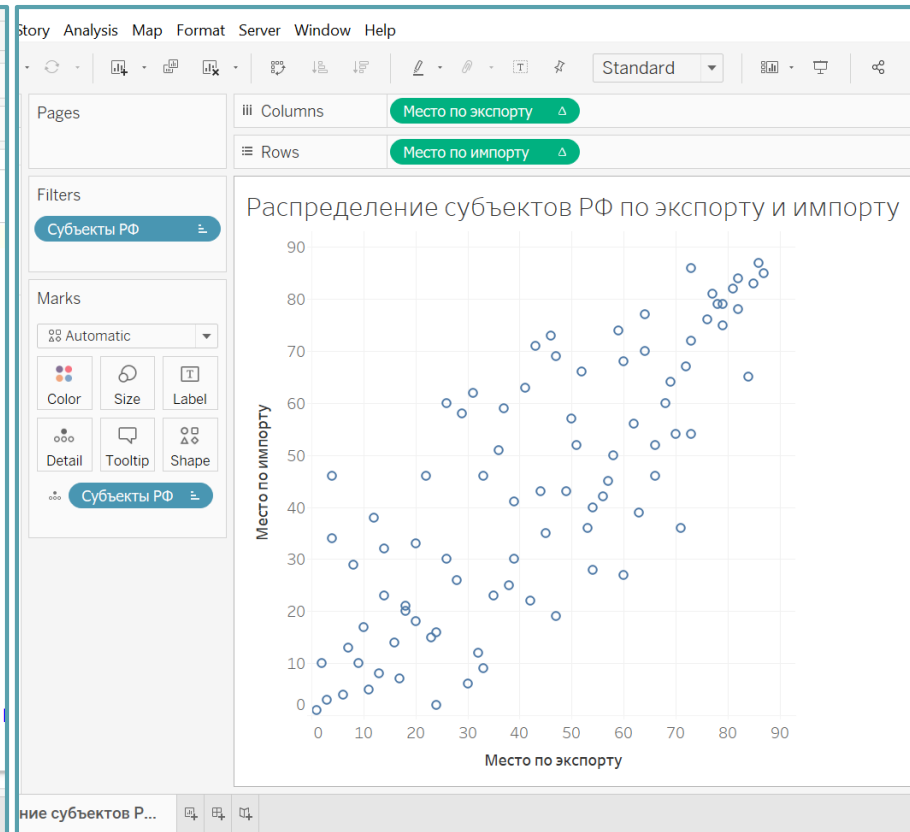 Story Analysis Map Format Server Window Help
Standard
Pages
iii Columns
Место по экспорту Δ
Rows
Место по импорту Δ
Filters
Субъекты РФ
Marks
Automatic
Color Size Label
Detail Tooltip Shape
Субъекты РФ
Распределение субъектов РФ по экспорту и импорту
90
80
70
60
50
40
30
20
10
0
Место по импорту
0 10 20 30 40 50 60 70 80 90
Место по экспорту
ние субъектов Р...